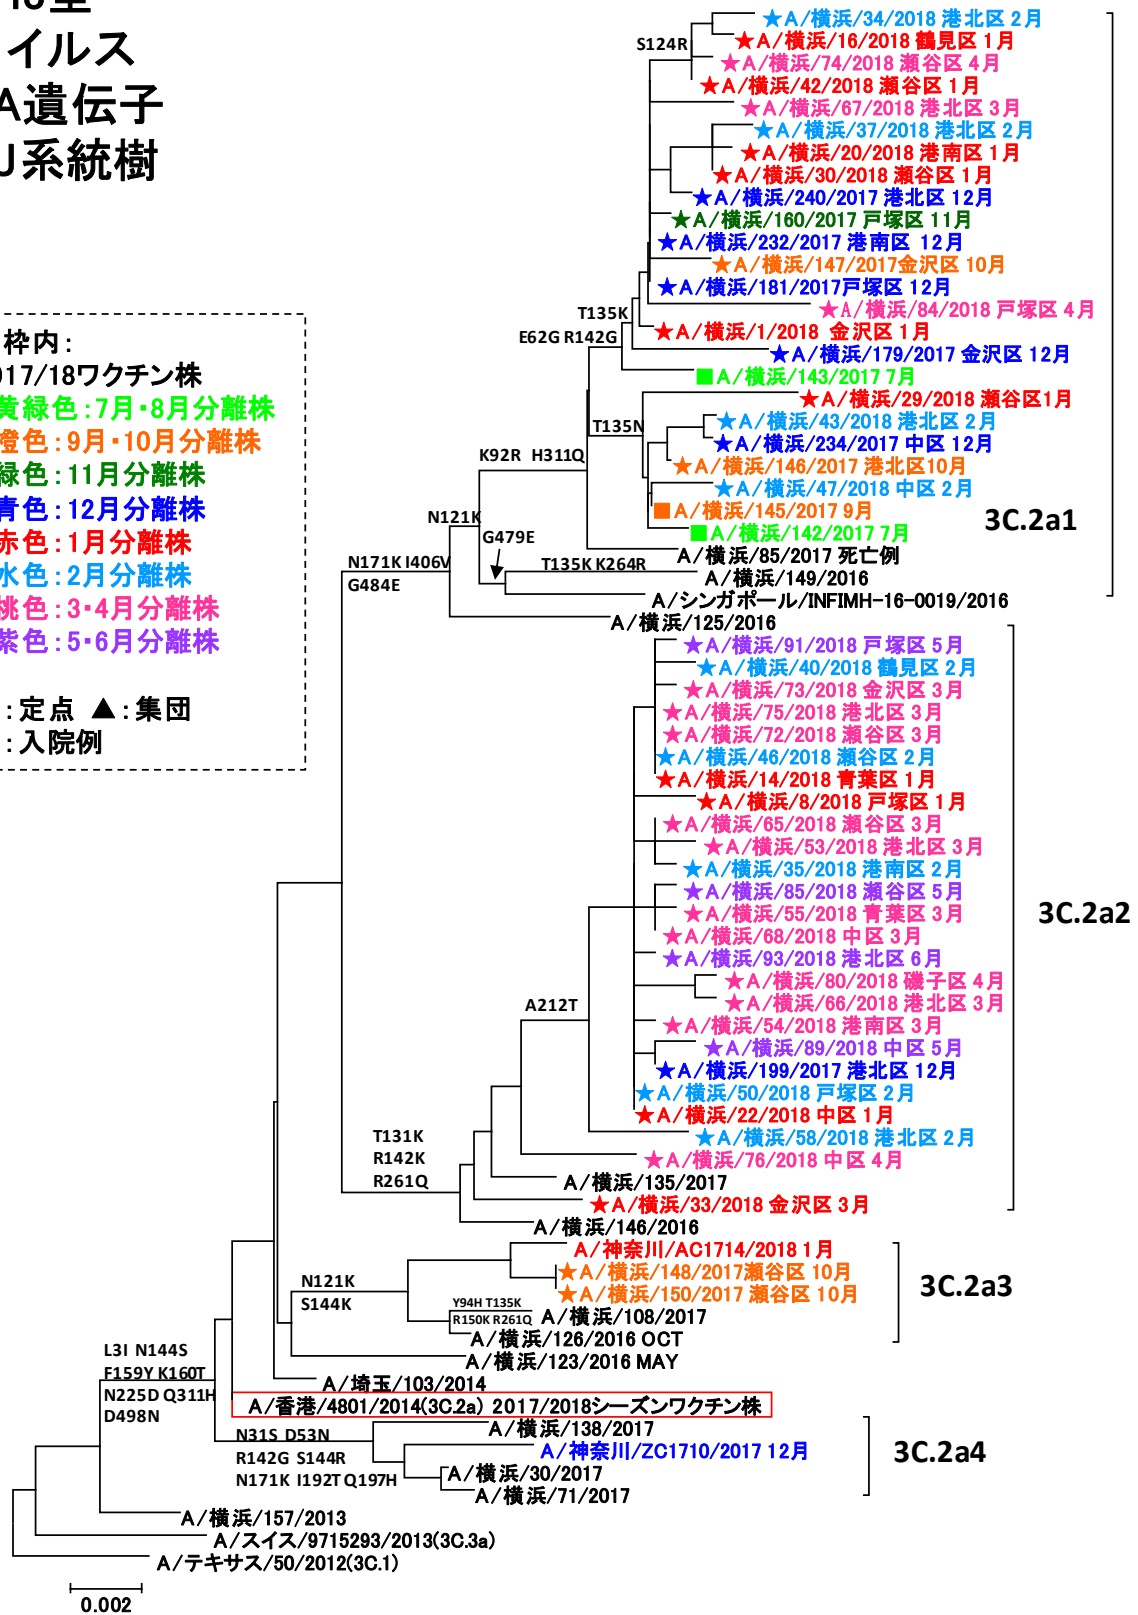 イルス
A遺伝子
J系統樹
枠内：
017/18ワクチン株
黄緑色：7月・8月分離株
橙色：9月・10月分離株
緑色：11月分離株
青色：12月分離株
赤色：1月分離株
水色：2月分離株
桃色：3・4月分離株
紫色：5・6月分離株
：定点 ▲：集団
：入院例
★A/横浜/34/2018 港北区 2月
S124R
★A/横浜/16/2018 鶴見区 1月
★A/横浜/74/2018 瀬谷区 4月
★A/横浜/42/2018 瀬谷区 1月
★A/横浜/67/2018 港北区 3月
★A/横浜/37/2018 港北区 2月
★A/横浜/20/2018 港南区 1月
★A/横浜/30/2018 瀬谷区 1月
★A/横浜/240/2017 港北区 12月
★A/横浜/160/2017 戸塚区 11月
★A/横浜/232/2017 港南区 12月
★A/横浜/147/2017金沢区 10月
★A/横浜/181/2017戸塚区 12月
★A/横浜/84/2018 戸塚区 4月
T135K
★A/横浜/1/2018 金沢区 1月
E62G R142G
★A/横浜/179/2017 金沢区 12月
■A/横浜/143/2017 7月
★A/横浜/29/2018 瀬谷区1月
★A/横浜/43/2018 港北区 2月
T135N
★A/横浜/234/2017 中区 12月
K92R H311Q
★A/横浜/146/2017 港北区10月
★A/横浜/47/2018 中区 2月
■A/横浜/145/2017 9月
3C.2a1
N121K
■A/横浜/142/2017 7月
G479E
A/横浜/85/2017 死亡例
N171K I406V
T135K K264R
A/横浜/149/2016
G484E
A/シンガポール/INFIMH-16-0019/2016
A/横浜/125/2016
★A/横浜/91/2018 戸塚区 5月
★A/横浜/40/2018 鶴見区 2月
★A/横浜/73/2018 金沢区 3月
★A/横浜/75/2018 港北区 3月
★A/横浜/72/2018 瀬谷区 3月
★A/横浜/46/2018 瀬谷区 2月
★A/横浜/14/2018 青葉区 1月
★A/横浜/8/2018 戸塚区 1月
★A/横浜/65/2018 瀬谷区 3月
★A/横浜/53/2018 港北区 3月
★A/横浜/35/2018 港南区 2月
★A/横浜/85/2018 瀬谷区 5月
★A/横浜/55/2018 青葉区 3月
3C.2a2
★A/横浜/68/2018 中区 3月
★A/横浜/93/2018 港北区 6月
★A/横浜/80/2018 磯子区 4月
★A/横浜/66/2018 港北区 3月
A212T
★A/横浜/54/2018 港南区 3月
★A/横浜/89/2018 中区 5月
★A/横浜/199/2017 港北区 12月
★A/横浜/50/2018 戸塚区 2月
★A/横浜/22/2018 中区 1月
★A/横浜/58/2018 港北区 2月
T131K
★A/横浜/76/2018 中区 4月
R142K
A/横浜/135/2017
R261Q
★A/横浜/33/2018 金沢区 3月
A/横浜/146/2016
A/神奈川/AC1714/2018 1月
★A/横浜/148/2017瀬谷区 10月
N121K
3C.2a3
★A/横浜/150/2017 瀬谷区 10月
S144K
Y94H T135K
R150K R261Q
A/横浜/108/2017
A/横浜/126/2016 OCT
A/横浜/123/2016 MAY
L3I N144S
F159Y K160T
N225D Q311H
D498N
A/埼玉/103/2014
A/香港/4801/2014(3C.2a) 2017/2018シーズンワクチン株
N31S D53N
R142G S144R
N171K I192T Q197H
A/横浜/138/2017
A/神奈川/ZC1710/2017 12月
3C.2a4
A/横浜/30/2017
A/横浜/71/2017
A/横浜/157/2013
A/スイス/9715293/2013(3C.3a)
A/テキサス/50/2012(3C.1)
0.002